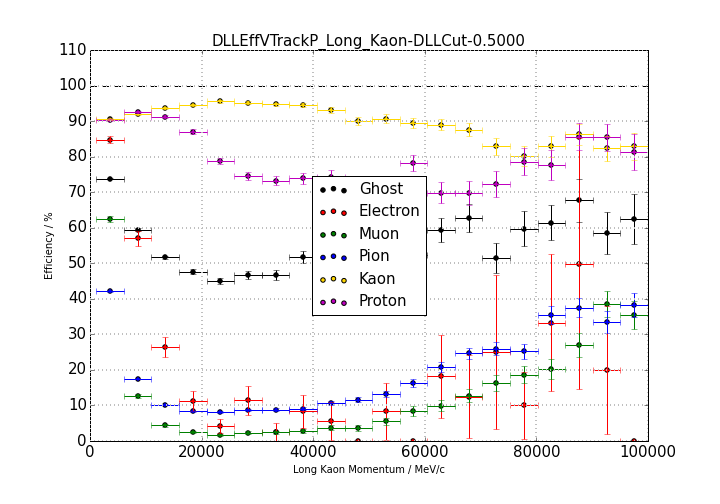 DLLEffVTrackP_Long_Kaon-DLLCut-0.5000
110
100
90
80
70
60
50
40
30
20
10
0
Efficiency / %
Ghost
Electron
Muon
Pion
Kaon
Proton
0 20000 40000 60000 80000 100000
Long Kaon Momentum / MeV/c